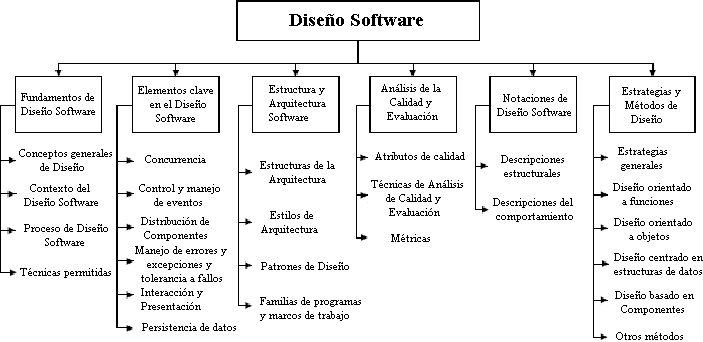 Diseño Software
Fundamentos de
Diseño Software
Conceptos generales
de Diseño
Contexto del
Diseño Software
Proceso de Diseño
Software
Técnicas permitidas
Elementos clave
en el Diseño
Software
Concurrencia
Control y manejo
de eventos
Distribución de
Componentes
Manejo de errores y
excepciones y
tolerancia a fallos
Interacción y
Presentación
Persistencia de datos
Estructura y
Arquitectura
Software
Estructuras de la
Arquitectura
Estilos de
Arquitectura
Patrones de Diseño
Familias de programas
y marcos de trabajo
Análisis de la
Calidad y
Evaluación
Atributos de calidad
Técnicas de Análisis
de Calidad y
Evaluación
Métricas
Notaciones de
Diseño Software
Descripciones
estructurales
Descripciones del
comportamiento
Estrategias y
Métodos de
Diseño
Estrategias
generales
Diseño orientado
a funciones
Diseño orientado
a objetos
Diseño centrado en
estructuras de datos
Diseño basado en
Componentes
Otros métodos